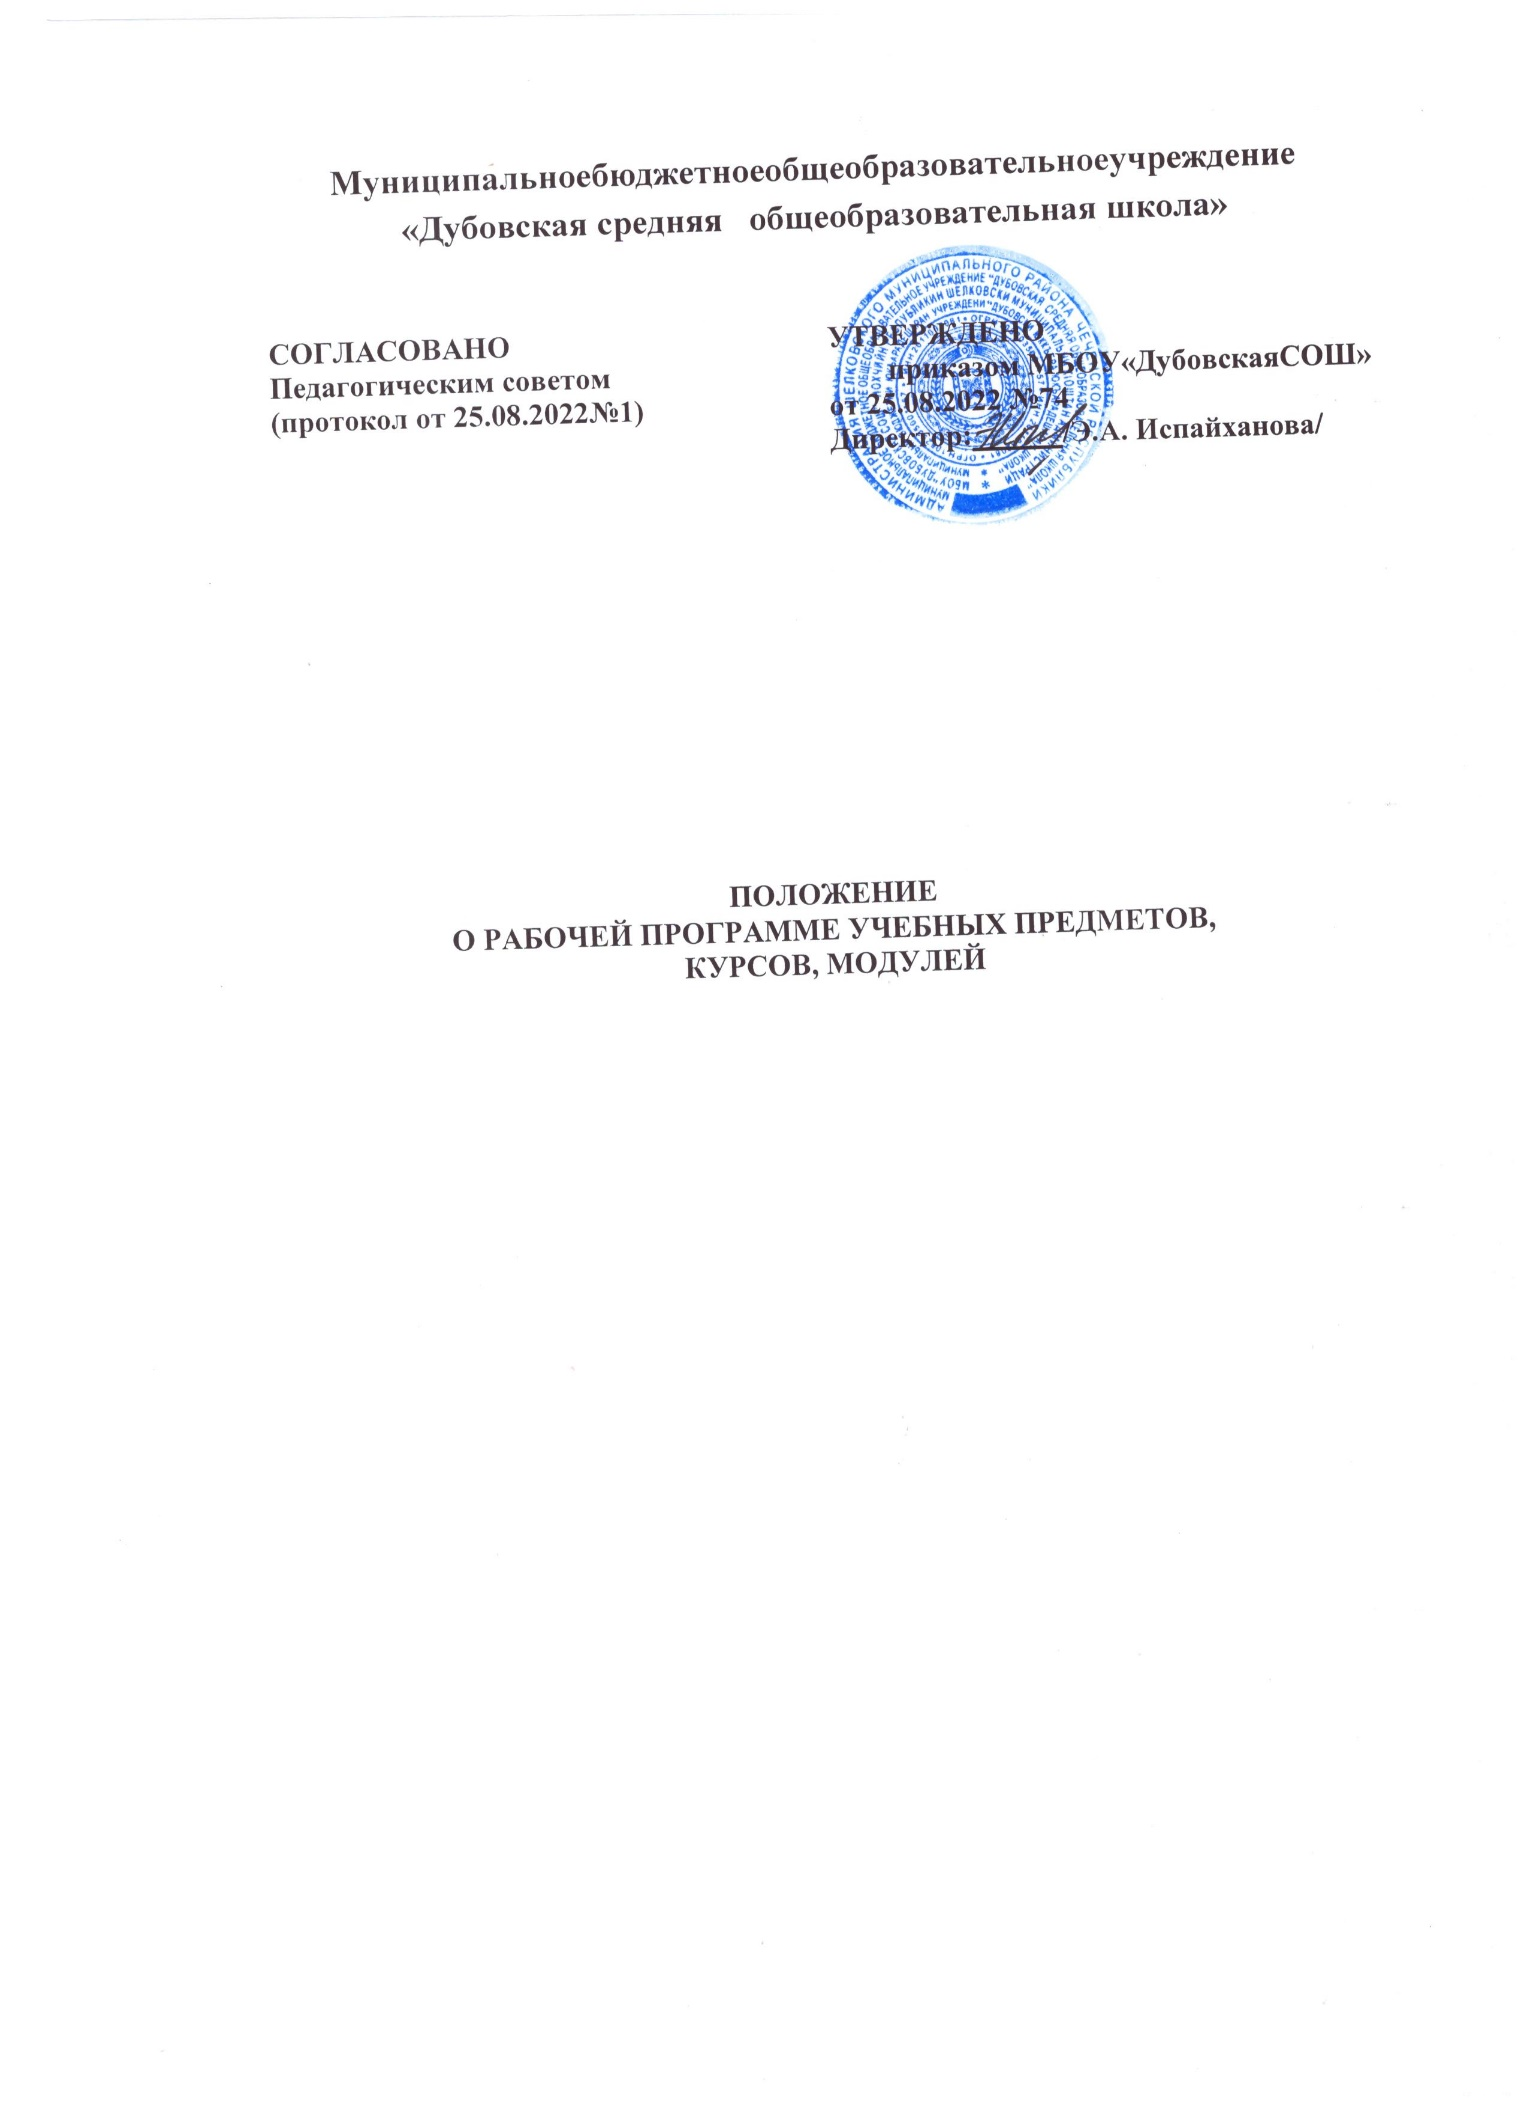 Муниципальноебюджетноеобщеобразовательноеучреждение
«Дубовская средняя общеобразовательная школа»
СОГЛАСОВАНО
Педагогическим советом
(протокол от 25.08.2022№1)
УТВЕРЖДЕНО
приказом МБОУ«ДубовскаяСОШ»
от 25.08.2022 №74
Директор: /Э.А. Испайханова/
ПОЛОЖЕНИЕ
О РАБОЧЕЙ ПРОГРАММЕ УЧЕБНЫХ ПРЕДМЕТОВ,
КУРСОВ, МОДУЛЕЙ